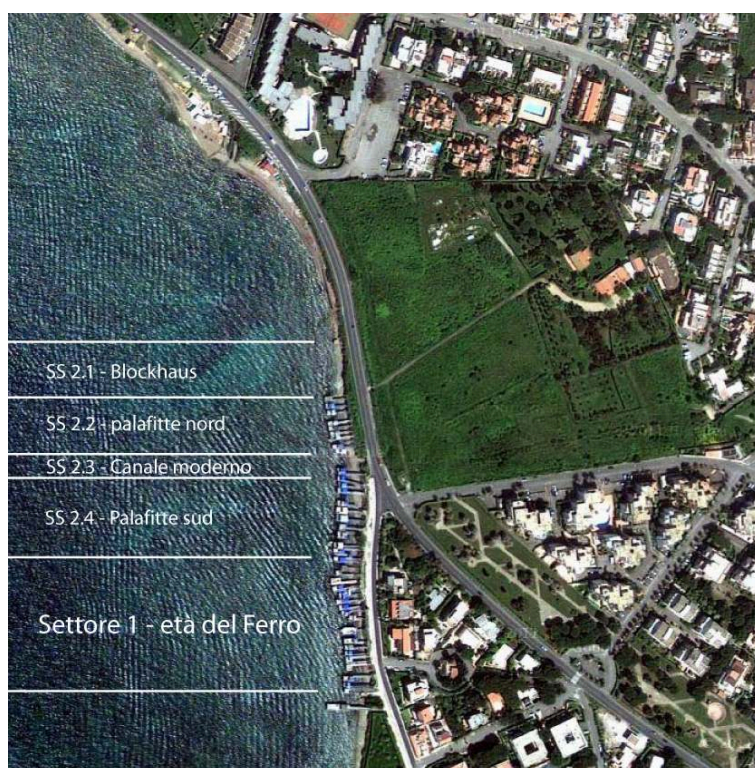 SS 2.1 - Blockhaus
SS 2.2 - palafitte nord
SS 2.3 - Canale moderno
SS 2.4 - Palafitte sud
Settore 1 - età del Ferro